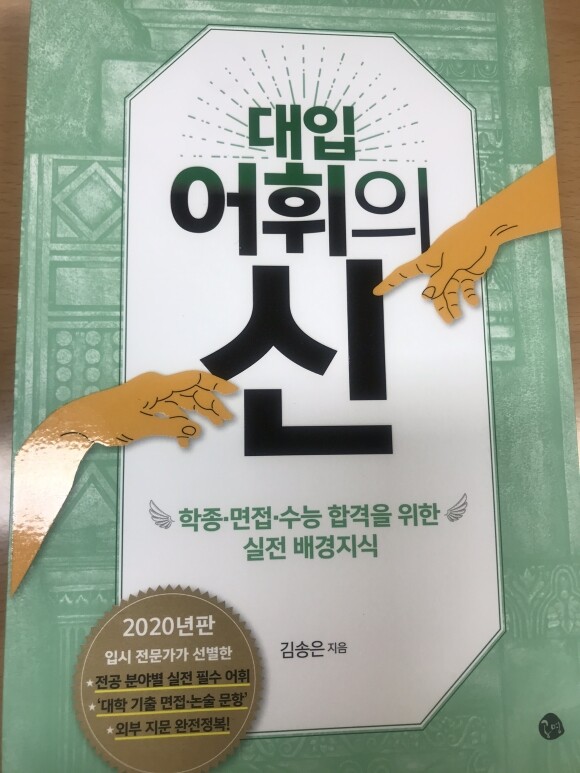 대입
어휘의
신
학종·면접·수능 합격을 위한
실전 배경지식
김송은 지음
2020년판
입시 전문가가 선별한
★전공 분야별 실전 필수 어휘
★'대학 기출 면접·논술 문항'
★외부 지문 완전정복!
공명